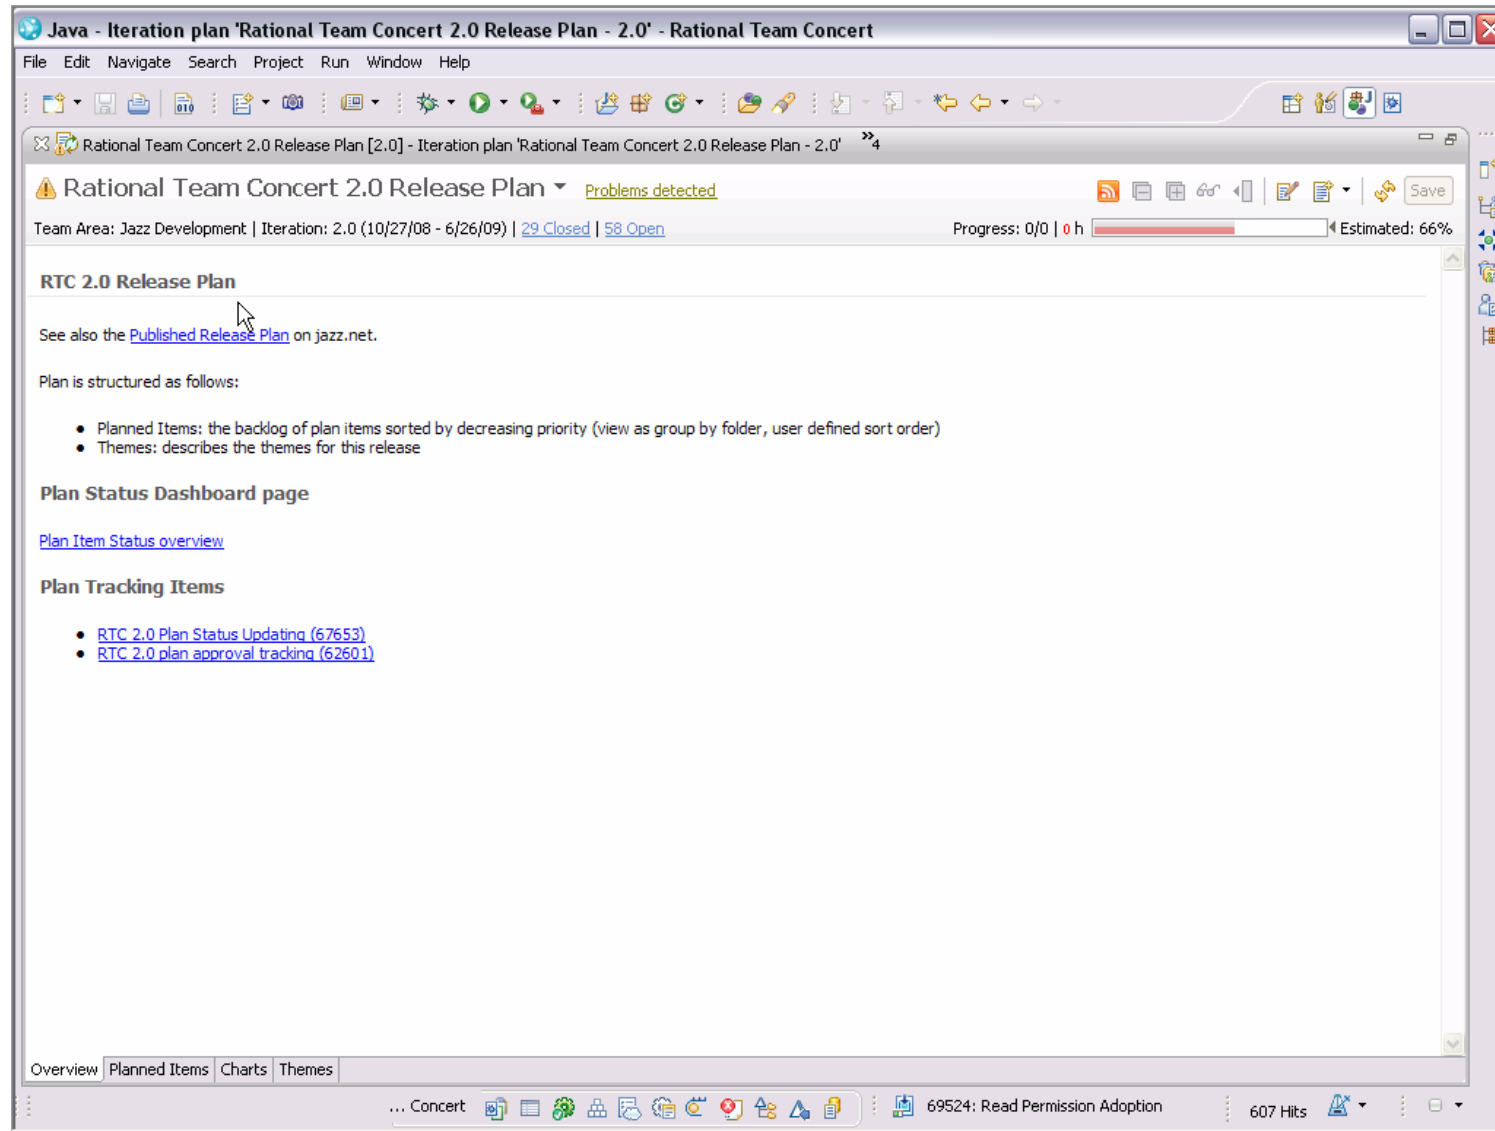 Java - Iteration plan 'Rational Team Concert 2.0 Release Plan - 2.0' - Rational Team Concert
File Edit Navigate Search Project Run Window Help
Rational Team Concert 2.0 Release Plan [2.0] - Iteration plan 'Rational Team Concert 2.0 Release Plan - 2.0' »4
Rational Team Concert 2.0 Release Plan Problems detected Save
Team Area: Jazz Development | Iteration: 2.0 (10/27/08 - 6/26/09) | 29 Closed | 58 Open Progress: 0/0 | 0 h Estimated: 66%
RTC 2.0 Release Plan
See also the Published Release Plan on jazz.net.
Plan is structured as follows:
• Planned Items: the backlog of plan items sorted by decreasing priority (view as group by folder, user defined sort order)
• Themes: describes the themes for this release
Plan Status Dashboard page
Plan Item Status overview
Plan Tracking Items
• RTC 2.0 Plan Status Updating (67653)
• RTC 2.0 plan approval tracking (62601)
Overview Planned Items Charts Themes
... Concert 69524: Read Permission Adoption 607 Hits